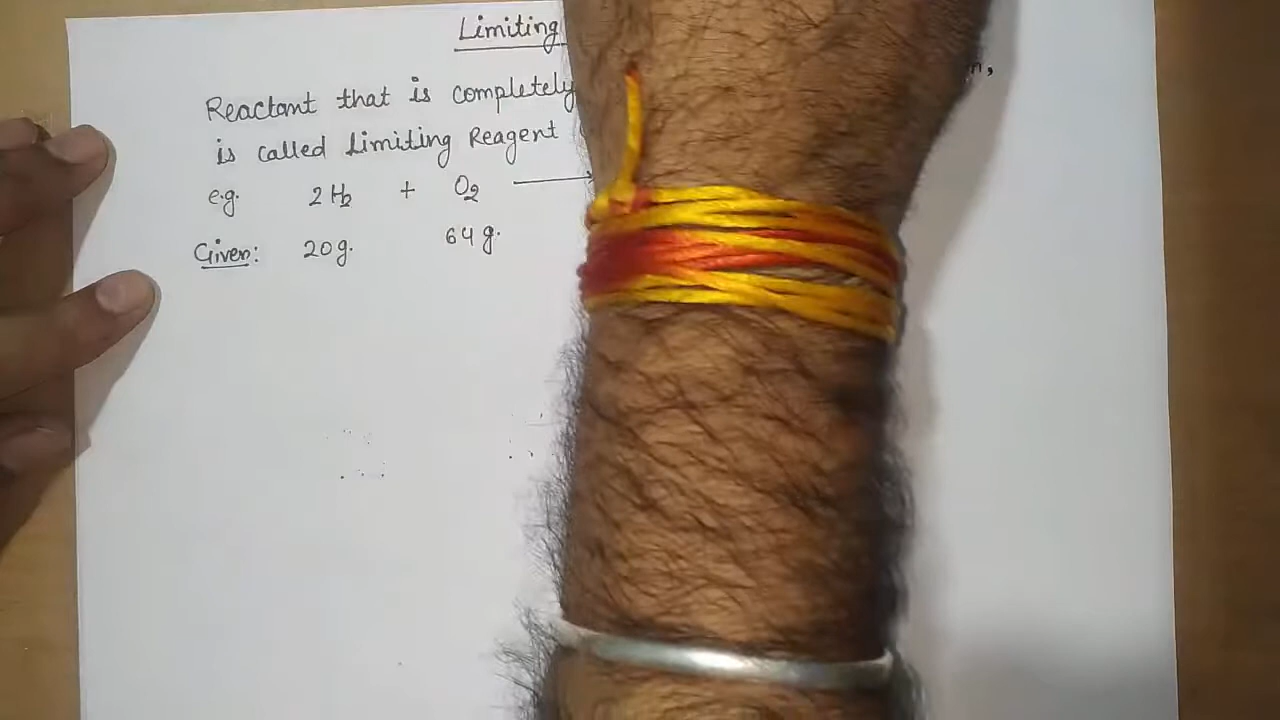 Limiting
Reactant that is completely n,
is called Limiting Reagent
e.g. 2H₂ + O₂ →
Given: 20g. 64g.